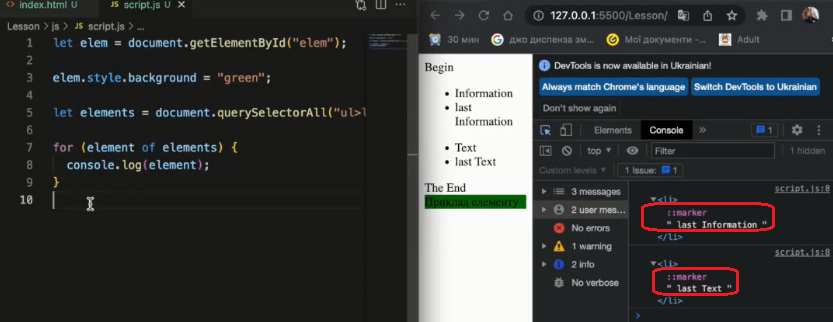 index.html U
script.js U
Lesson > js > JS script.js > ...
1 let elem = document.getElementById("elem");
2
3 elem.style.background = "green";
4
5 let elements = document.querySelectorAll("ul>l
6
7 for (element of elements) {
8 console.log(element);
9 }
10
127.0.0.1:5500/Lesson/
30 мин
джо диспенза зм...
Мої документи -...
Adult
Begin
Information
last
Information
Text
last Text
The End
Приклад елементу
DevTools is now available in Ukrainian!
Always match Chrome's language
Switch DevTools to Ukrainian
Don't show again
Elements
Console
»
1
top
Filter
1 hidden
Custom levels
1 Issue: 1
3 messages
2 user mes...
No errors
1 warning
2 info
No verbose
script.js:8
<li>
::marker
" last Information "
</li>
script.js:8
<li>
::marker
" last Text "
</li>